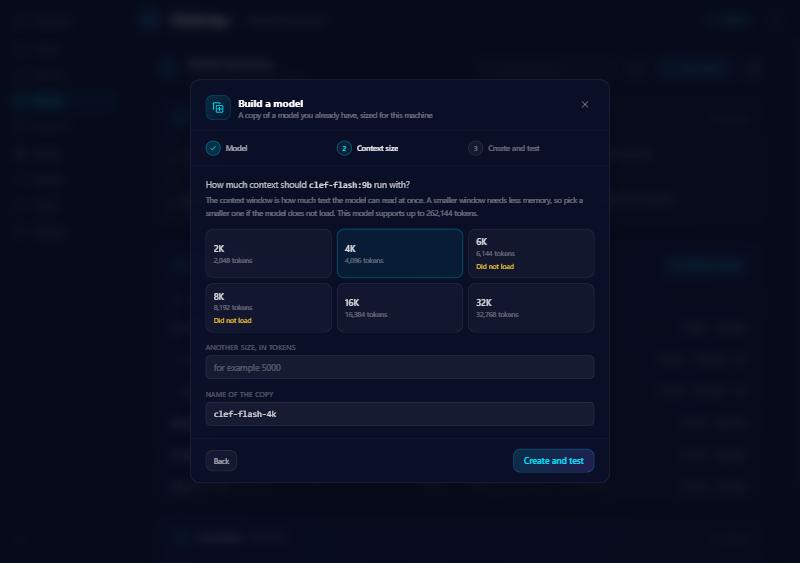 Build a model
A copy of a model you already have, sized for this machine
Model
2 Context size
3 Create and test
How much context should clef-flash:9b run with?
The context window is how much text the model can read at once. A smaller window needs less memory, so pick a
smaller one if the model does not load. This model supports up to 262,144 tokens.
2K
2,048 tokens
4K
4,096 tokens
6K
6,144 tokens
Did not load
8K
8,192 tokens
Did not load
16K
16,384 tokens
32K
32,768 tokens
ANOTHER SIZE, IN TOKENS
for example 5000
NAME OF THE COPY
clef-flash-4k
Back
Create and test